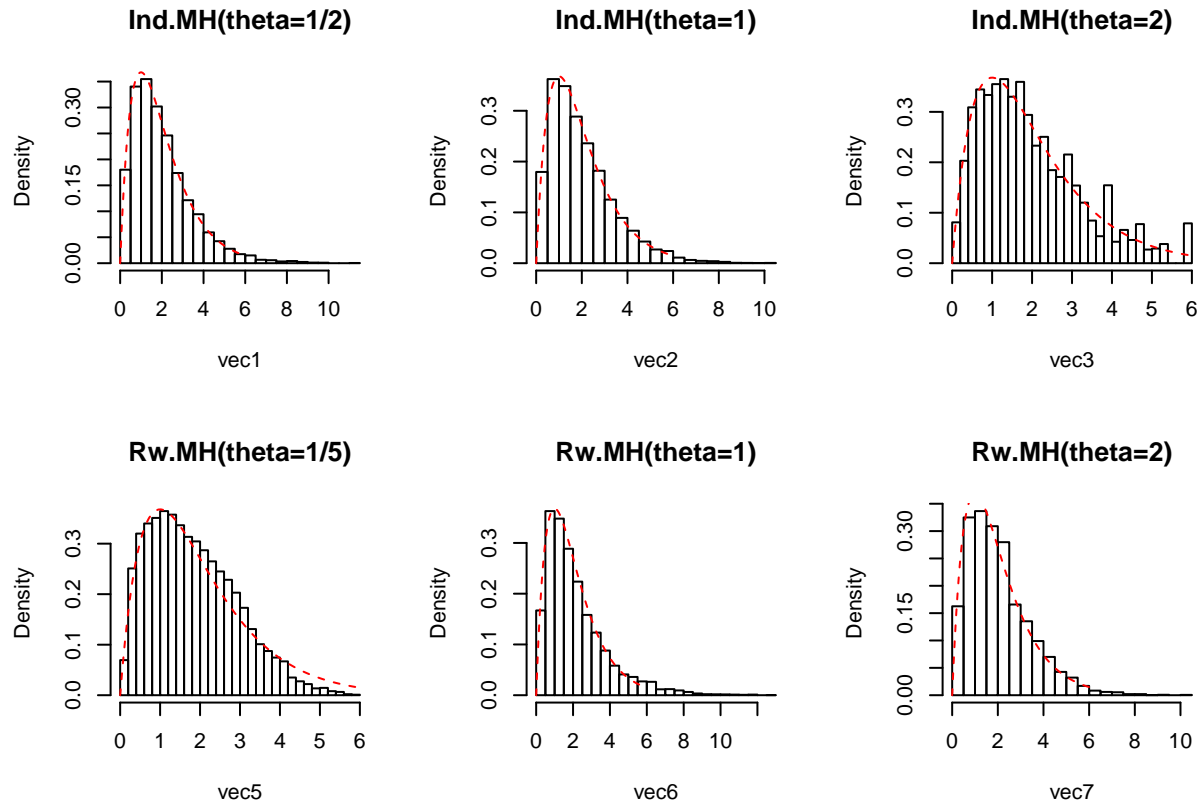 Ind.MH(theta=1/2)
Density
0.00 0.15 0.30
0 2 4 6 8 10
vec1
Ind.MH(theta=1)
Density
0.0 0.1 0.2 0.3
0 2 4 6 8 10
vec2
Ind.MH(theta=2)
Density
0.0 0.1 0.2 0.3
0 1 2 3 4 5 6
vec3
Rw.MH(theta=1/5)
Density
0.0 0.1 0.2 0.3
0 1 2 3 4 5 6
vec5
Rw.MH(theta=1)
Density
0.0 0.1 0.2 0.3
0 2 4 6 8 10
vec6
Rw.MH(theta=2)
Density
0.00 0.15 0.30
0 2 4 6 8 10
vec7